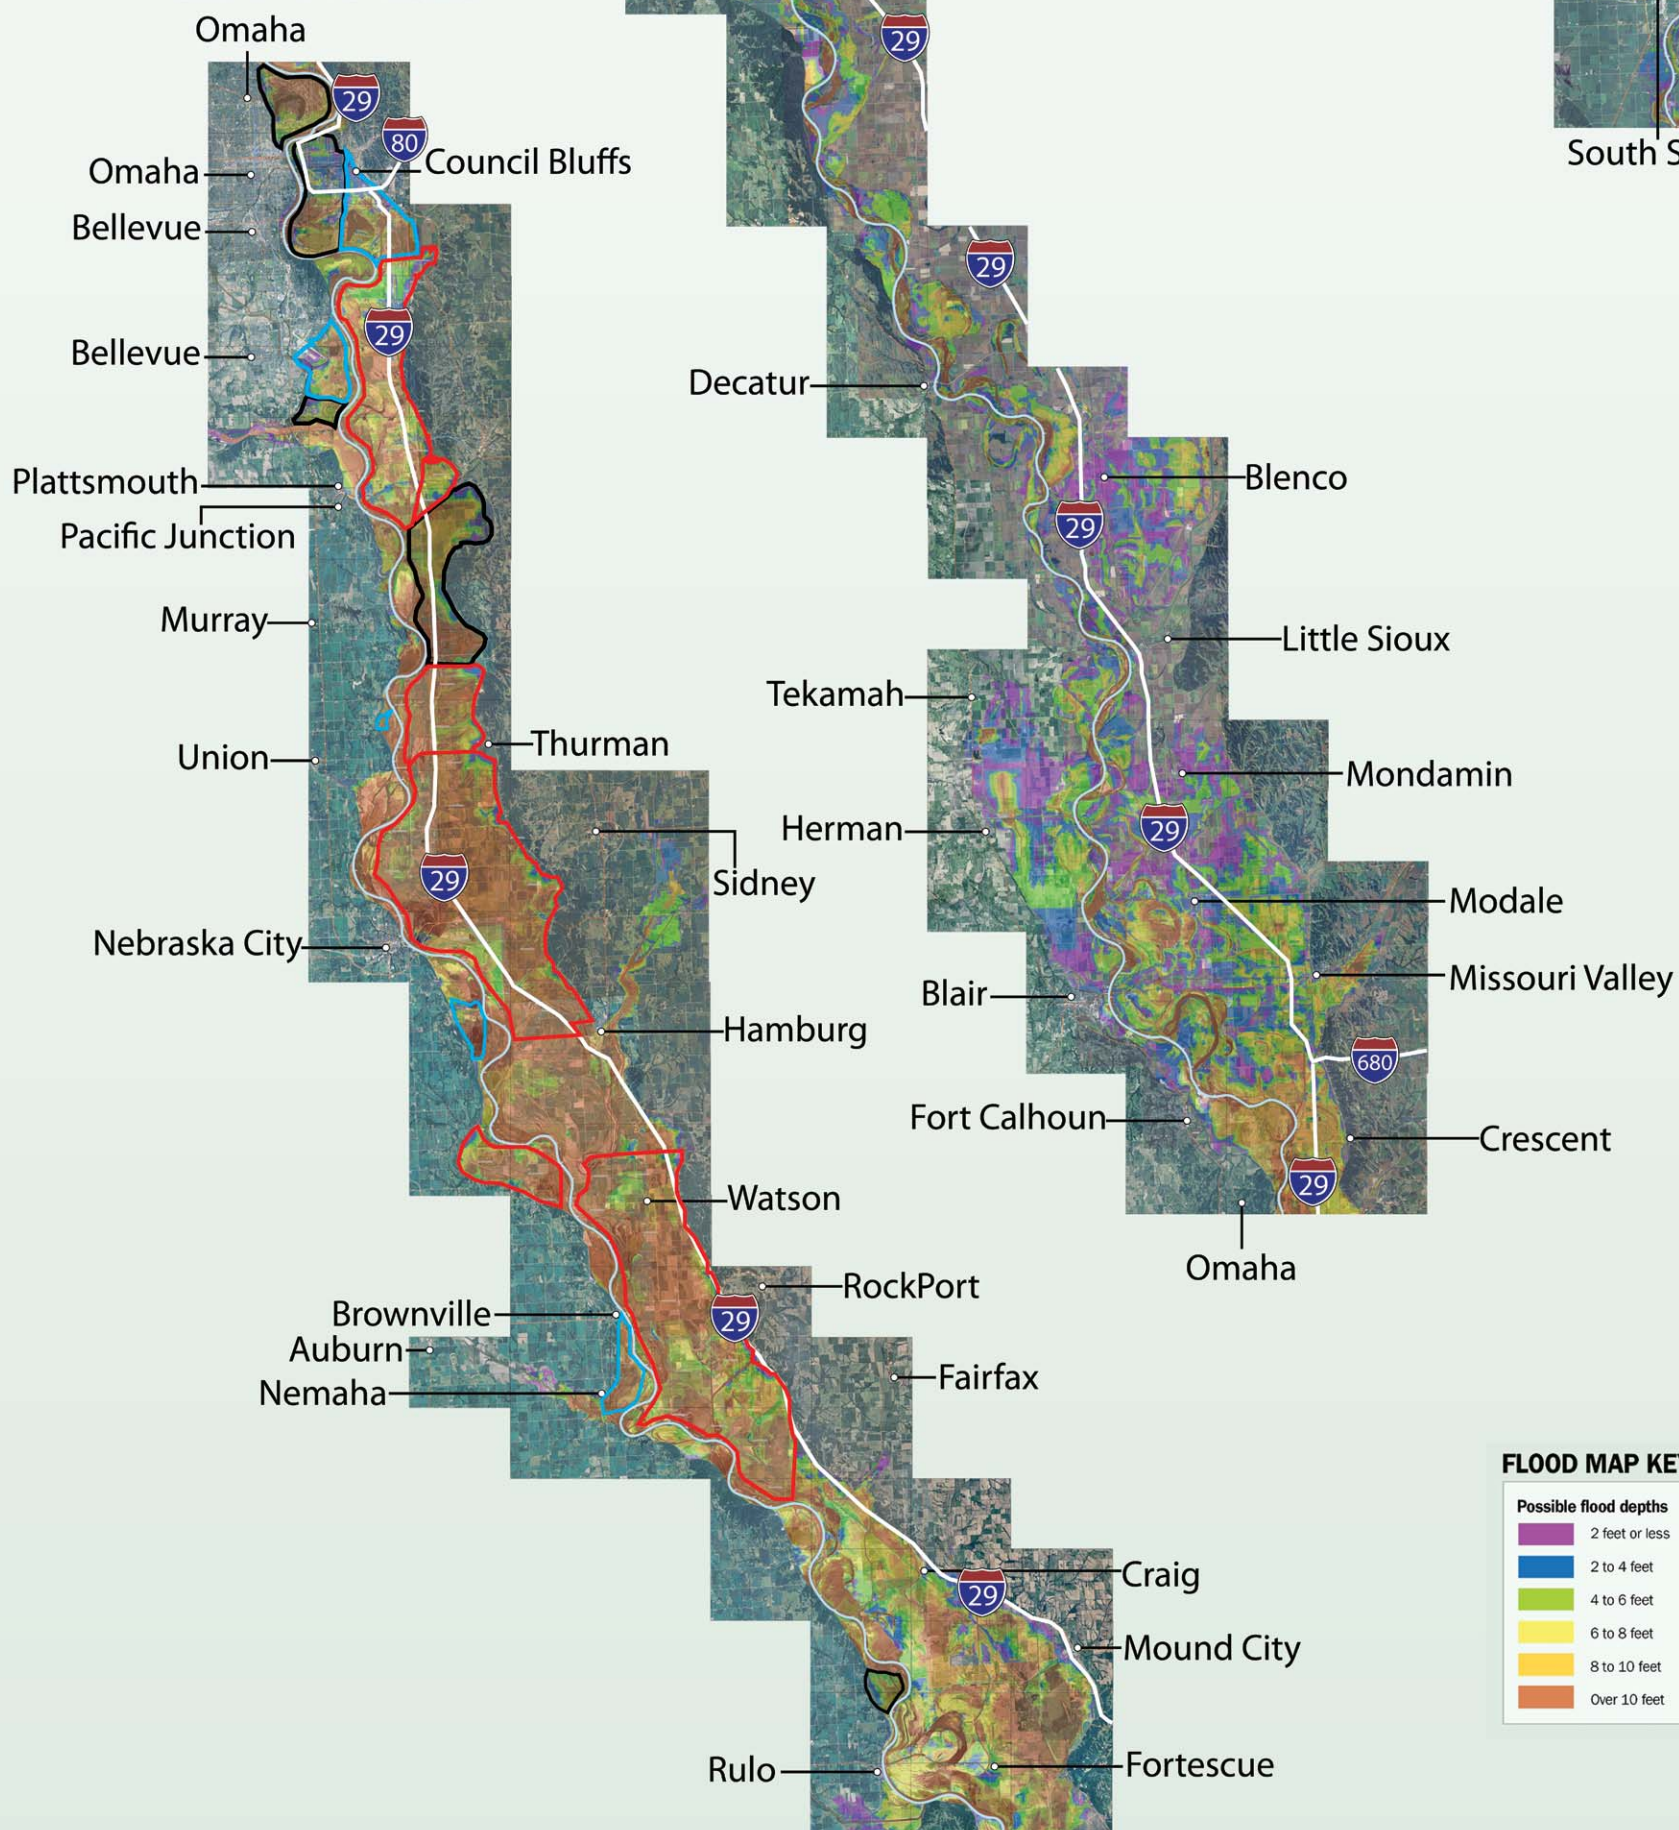 Omaha
29
80
Omaha
Council Bluffs
Bellevue
29
Bellevue
Plattsmouth
Pacific Junction
Murray
Union
Thurman
29
Sidney
Nebraska City
Hamburg
Watson
RockPort
29
Brownville
Auburn
Nemaha
Fairfax
Craig
29
Mound City
Rulo
Fortescue
29
29
Decatur
Blenco
29
Little Sioux
Tekamah
Mondamin
Herman
29
Modale
Missouri Valley
Blair
680
Fort Calhoun
Crescent
29
Omaha
South S
FLOOD MAP KEY
Possible flood depths
2 feet or less
2 to 4 feet
4 to 6 feet
6 to 8 feet
8 to 10 feet
Over 10 feet